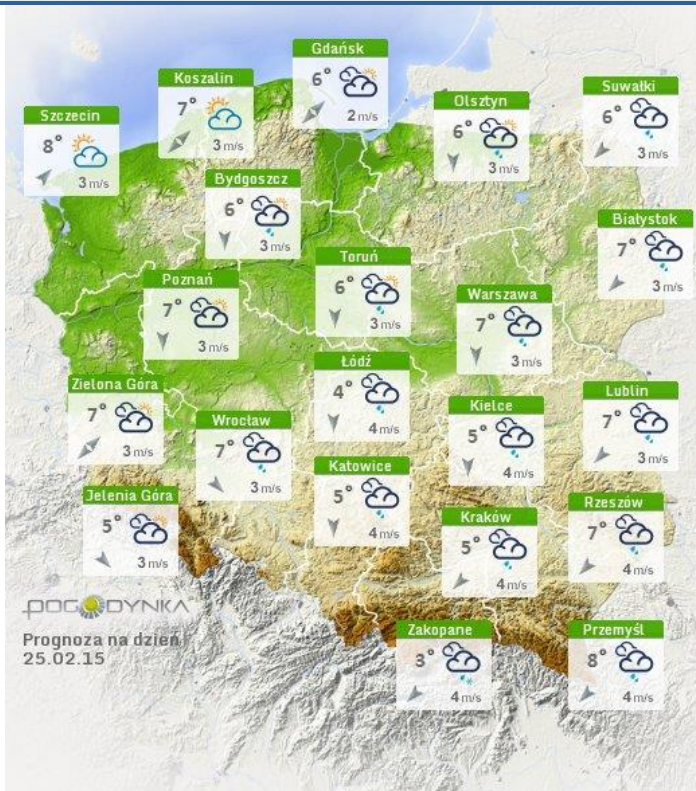 Gdańsk
6°
2 m/s
Koszalin
7°
3 m/s
Szczecin
8°
3 m/s
Olsztyn
6°
3 m/s
Suwałki
6°
3 m/s
Bydgoszcz
6°
3 m/s
Białystok
7°
3 m/s
Toruń
6°
3 m/s
Poznań
7°
3 m/s
Warszawa
7°
3 m/s
Łódź
4°
4 m/s
Zielona Góra
7°
3 m/s
Lublin
7°
3 m/s
Kielce
5°
4 m/s
Wrocław
7°
3 m/s
Katowice
5°
4 m/s
Jelenia Góra
5°
3 m/s
Rzeszów
7°
4 m/s
Kraków
5°
4 m/s
POGODYNKA
Prognoza na dzień
25.02.15
Zakopane
3°
4 m/s
Przemyśl
8°
4 m/s